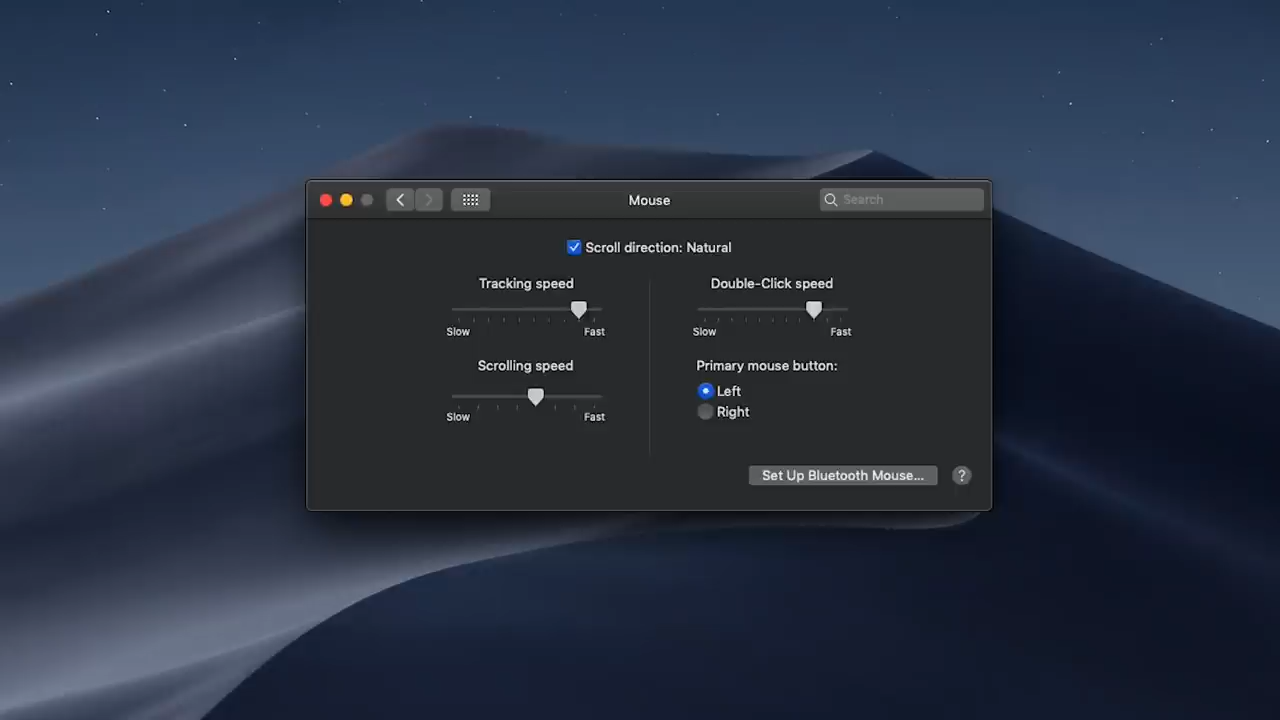 Mouse
Search
Scroll direction: Natural
Tracking speed
Slow
Fast
Double-Click speed
Slow
Fast
Scrolling speed
Slow
Fast
Primary mouse button:
Left
Right
Set Up Bluetooth Mouse...
?